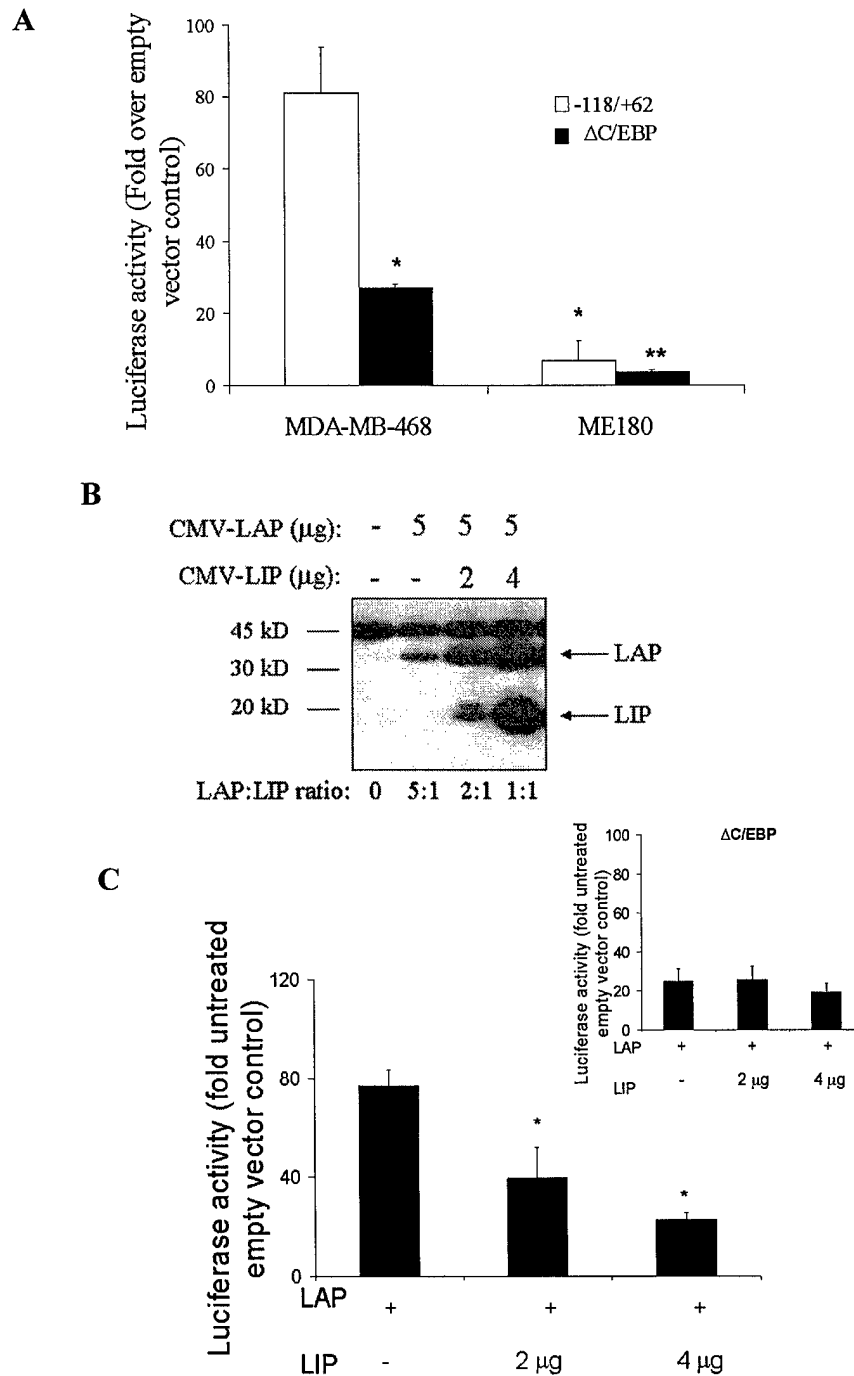 A
Luciferase activity (Fold over empty
vector control)
100
80
60
40
20
0
-118/+62
ΔC/EBP
*
*
**
MDA-MB-468 ME180
B
CMV-LAP (μg): - 5 5 5
CMV-LIP (μg): - - 2 4
45 kD
30 kD
20 kD
LAP
LIP
LAP:LIP ratio: 0 5:1 2:1 1:1
C
Luciferase activity (fold untreated
empty vector control)
120
80
40
0
*
*
LAP + + +
LIP - 2 μg 4 μg
ΔC/EBP
Luciferase activity (fold untreated
empty vector control)
100
80
60
40
20
0
LAP + + +
LIP - 2 μg 4 μg